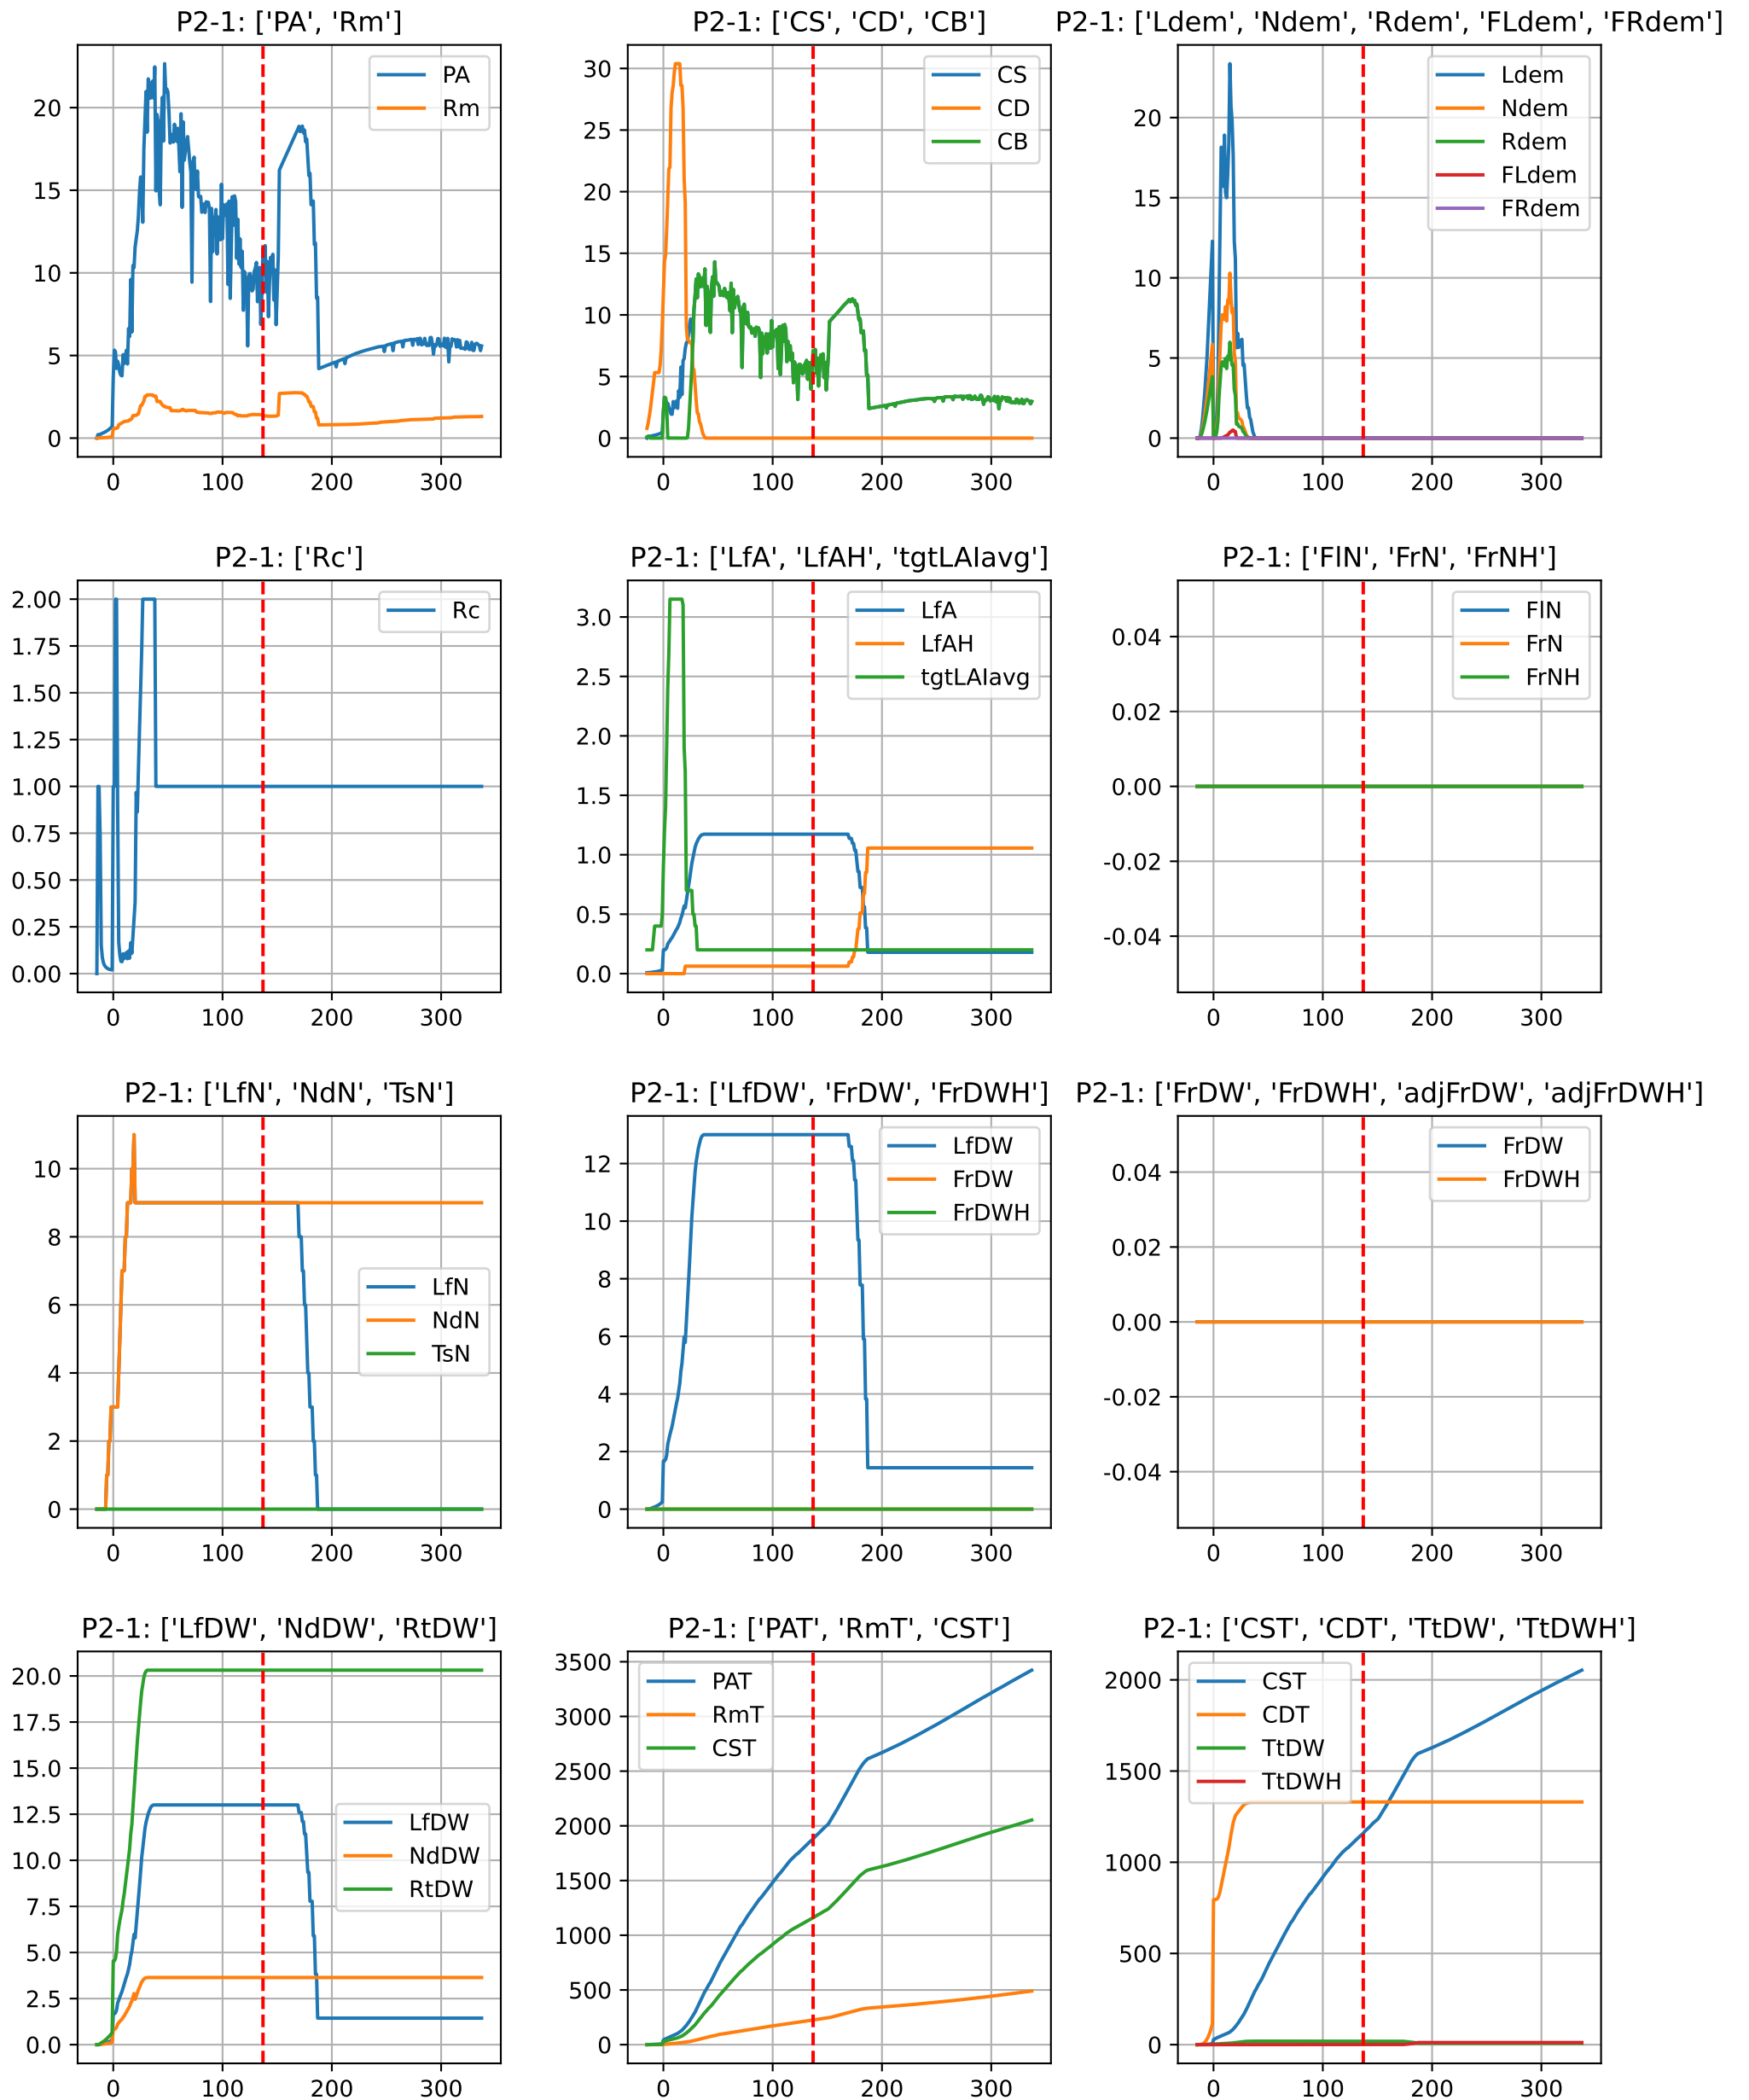 P2-1: ['PA', 'Rm']
20
15
10
5
0
0 100 200 300
PA
Rm
P2-1: ['CS', 'CD', 'CB']
30
25
20
15
10
5
0
0 100 200 300
CS
CD
CB
P2-1: ['Ldem', 'Ndem', 'Rdem', 'FLdem', 'FRdem']
20
15
10
5
0
0 100 200 300
Ldem
Ndem
Rdem
FLdem
FRdem
P2-1: ['Rc']
2.00
1.75
1.50
1.25
1.00
0.75
0.50
0.25
0.00
0 100 200 300
Rc
P2-1: ['LfA', 'LfAH', 'tgtLAIavg']
3.0
2.5
2.0
1.5
1.0
0.5
0.0
0 100 200 300
LfA
LfAH
tgtLAIavg
P2-1: ['FlN', 'FrN', 'FrNH']
0.04
0.02
0.00
-0.02
-0.04
0 100 200 300
FlN
FrN
FrNH
P2-1: ['LfN', 'NdN', 'TsN']
10
8
6
4
2
0
0 100 200 300
LfN
NdN
TsN
P2-1: ['LfDW', 'FrDW', 'FrDWH']
12
10
8
6
4
2
0
0 100 200 300
LfDW
FrDW
FrDWH
P2-1: ['FrDW', 'FrDWH', 'adjFrDW', 'adjFrDWH']
0.04
0.02
0.00
-0.02
-0.04
0 100 200 300
FrDW
FrDWH
P2-1: ['LfDW', 'NdDW', 'RtDW']
20.0
17.5
15.0
12.5
10.0
7.5
5.0
2.5
0.0
0 100 200 300
LfDW
NdDW
RtDW
P2-1: ['PAT', 'RmT', 'CST']
3500
3000
2500
2000
1500
1000
500
0
0 100 200 300
PAT
RmT
CST
P2-1: ['CST', 'CDT', 'TtDW', 'TtDWH']
2000
1500
1000
500
0
0 100 200 300
CST
CDT
TtDW
TtDWH